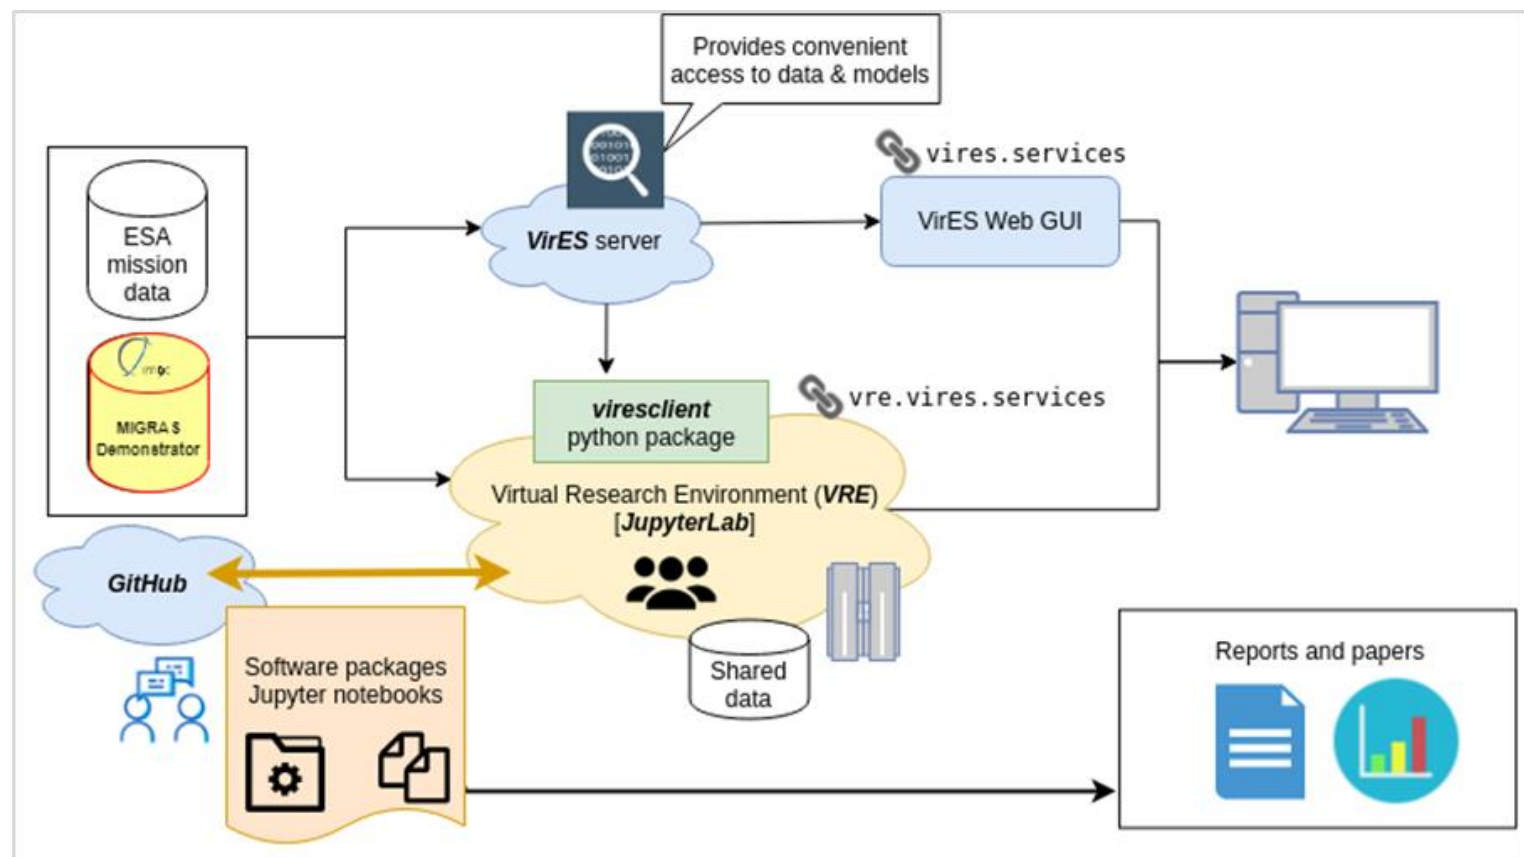 Provides convenient
access to data & models
vires.services
ESA
mission
data
VirES server
VirES Web GUI
MIGRAS
Demonstrator
viresclient
python package
vre.vires.services
Virtual Research Environment (VRE)
[JupyterLab]
GitHub
Shared
data
Software packages
Jupyter notebooks
Reports and papers